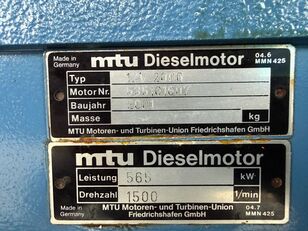 Made in
Germany
mtu Dieselmotor
04.6
MMN 425
Typ
Motor Nr.
Baujahr 2001
Masse kg
MTU Motoren- und Turbinen-Union Friedrichshafen GmbH
Made in
Germany
mtu Dieselmotor
Leistung 565 kW
Drehzahl 1500 1/min
MTU Motoren- und Turbinen-Union
Friedrichshafen GmbH
04.7
MMN 425